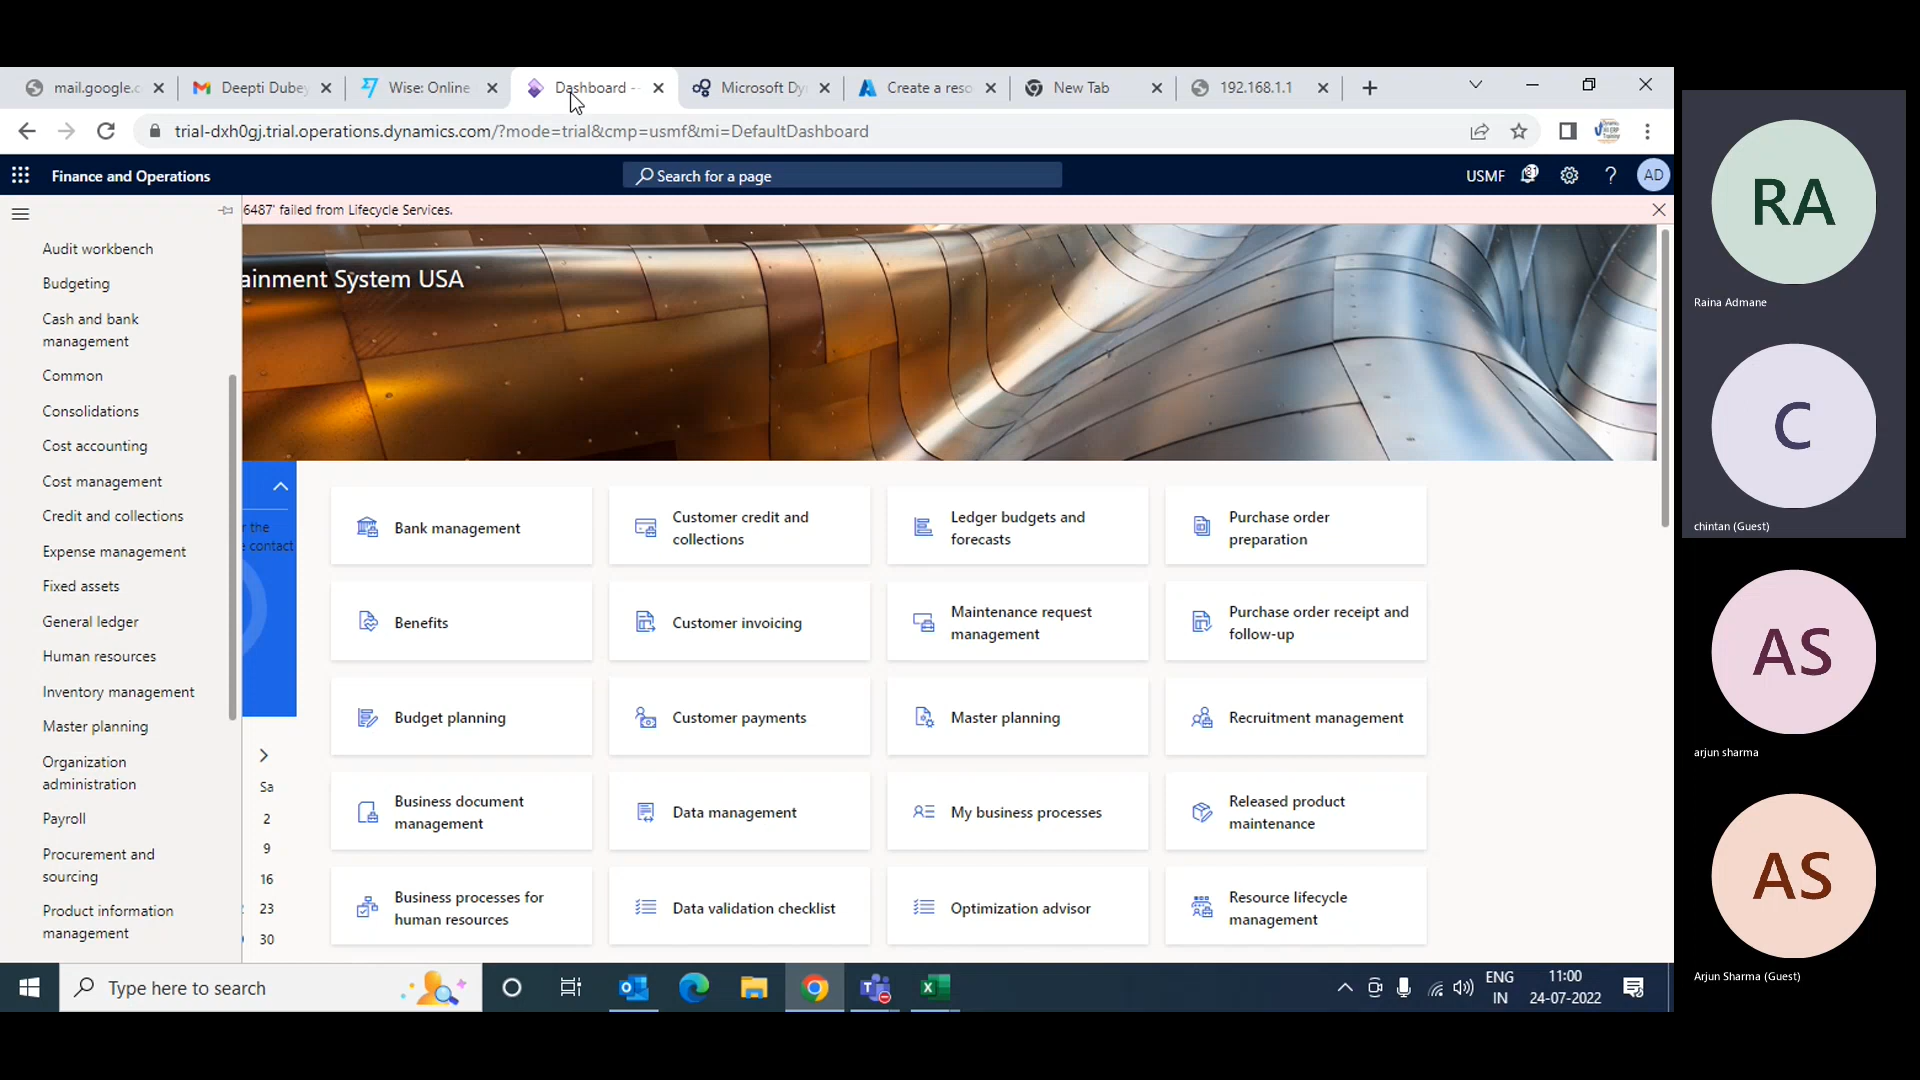 mail.google.c
Deepti Dubey
Wise: Online
Dashboard -
Microsoft Dy
Create a reso
New Tab
192.168.1.1
trial-dxh0gj.trial.operations.dynamics.com/?mode=trial&cmp=usmf&mi=DefaultDashboard
Finance and Operations
Search for a page
USMF
AD
6487' failed from Lifecycle Services.
ainment System USA
Audit workbench
Budgeting
Cash and bank
management
Common
Consolidations
Cost accounting
Cost management
Credit and collections
Expense management
Fixed assets
General ledger
Human resources
Inventory management
Master planning
Organization
administration
Payroll
Procurement and
sourcing
Product information
management
r the
e contact
Sa
2
9
16
23
30
Bank management
Customer credit and
collections
Ledger budgets and
forecasts
Purchase order
preparation
Benefits
Customer invoicing
Maintenance request
management
Purchase order receipt and
follow-up
Budget planning
Customer payments
Master planning
Recruitment management
Business document
management
Data management
My business processes
Released product
maintenance
Business processes for
human resources
Data validation checklist
Optimization advisor
Resource lifecycle
management
Type here to search
ENG
IN
11:00
24-07-2022
RA
Raina Admane
C
chintan (Guest)
AS
arjun sharma
AS
Arjun Sharma (Guest)